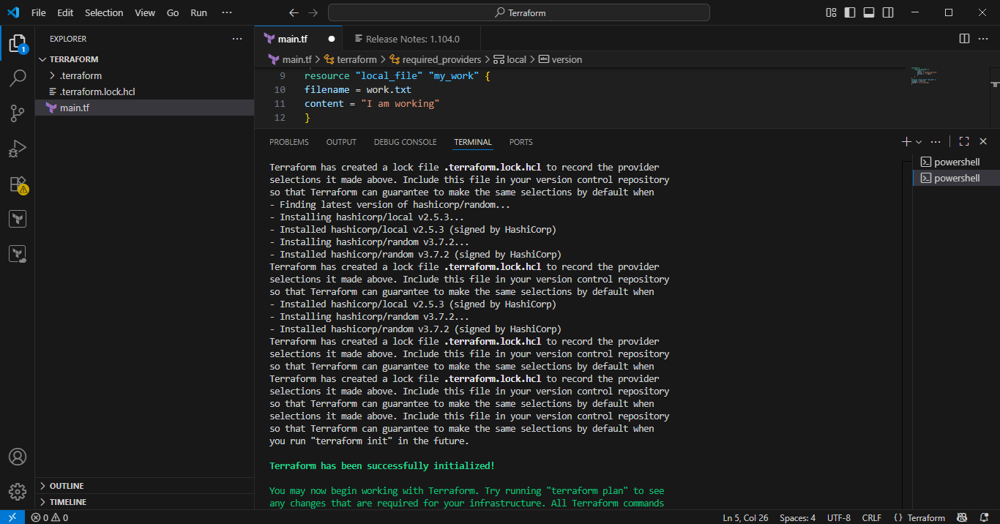 File Edit Selection View Go Run ··· Terraform
EXPLORER ···
TERRAFORM
.terraform
.terraform.lock.hcl
main.tf
OUTLINE
TIMELINE
main.tf Release Notes: 1.104.0 ···
main.tf > terraform > required_providers > local > version
9 resource "local_file" "my_work" {
10 filename = work.txt
11 content = "I am working"
12 }
PROBLEMS OUTPUT DEBUG CONSOLE TERMINAL PORTS ···
Terraform has created a lock file .terraform.lock.hcl to record the provider
selections it made above. Include this file in your version control repository
so that Terraform can guarantee to make the same selections by default when
- Finding latest version of hashicorp/random...
- Installing hashicorp/local v2.5.3...
- Installed hashicorp/local v2.5.3 (signed by HashiCorp)
- Installing hashicorp/random v3.7.2...
- Installed hashicorp/random v3.7.2 (signed by HashiCorp)
Terraform has created a lock file .terraform.lock.hcl to record the provider
selections it made above. Include this file in your version control repository
so that Terraform can guarantee to make the same selections by default when
- Installed hashicorp/local v2.5.3 (signed by HashiCorp)
- Installing hashicorp/random v3.7.2...
- Installed hashicorp/random v3.7.2 (signed by HashiCorp)
Terraform has created a lock file .terraform.lock.hcl to record the provider
selections it made above. Include this file in your version control repository
so that Terraform can guarantee to make the same selections by default when
Terraform has created a lock file .terraform.lock.hcl to record the provider
selections it made above. Include this file in your version control repository
so that Terraform can guarantee to make the same selections by default when
selections it made above. Include this file in your version control repository
so that Terraform can guarantee to make the same selections by default when
you run "terraform init" in the future.
Terraform has been successfully initialized!
You may now begin working with Terraform. Try running "terraform plan" to see
any changes that are required for your infrastructure. All Terraform commands
powershell
powershell
1
0 0 Ln 5, Col 26 Spaces: 4 UTF-8 CRLF {} Terraform